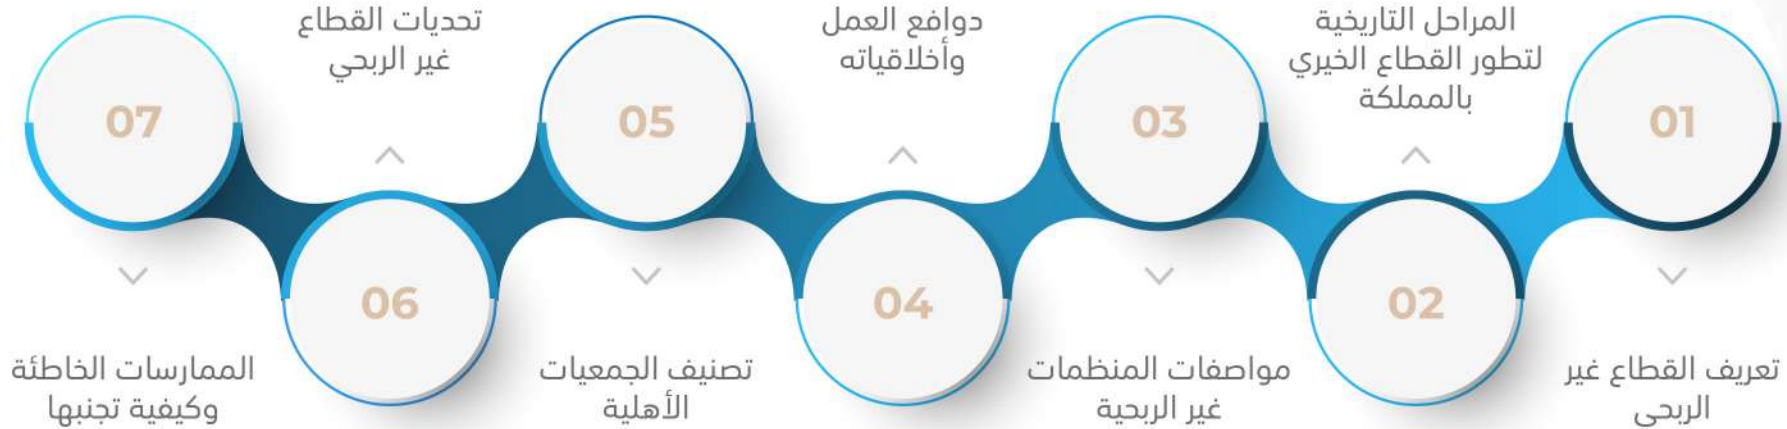 01
تعريف القطاع غير
الربحي
02
المراحل التاريخية
لتطور القطاع الخيري
بالمملكة
03
مواصفات المنظمات
غير الربحية
04
دوافع العمل
وأخلاقياته
05
تصنيف الجمعيات
الأهلية
06
تحديات القطاع
غير الربحي
07
الممارسات الخاطئة
وكيفية تجنبها